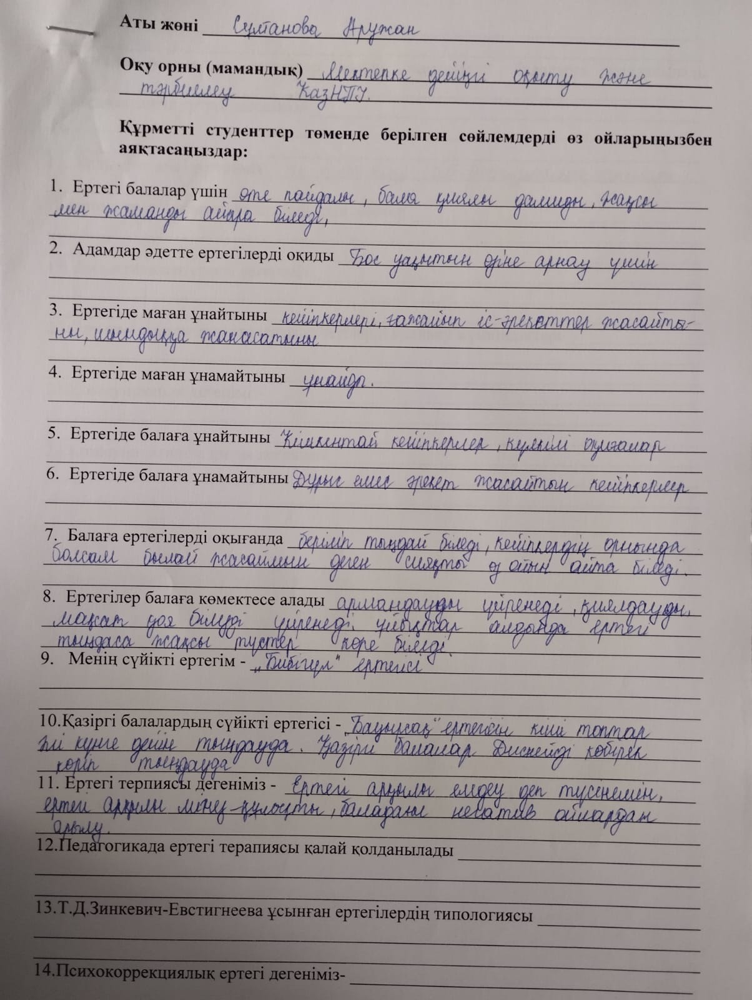 Аты жөні Султанова Аружан
Оқу орны (мамандық) Мектепке дейінгі оқыту және
тәрбиелеу ҚазНПУ.
Құрметті студенттер төменде берілген сөйлемдерді өз ойларыңызбен
аяқтасаңыздар:
1. Ертегі балалар үшін өте пайдалы, бала қиялы дамиды, жақсы
мен жаманды айыра біледі,
2. Адамдар әдетте ертегілерді оқиды Бос уақытын өзіне арнау үшін
3. Ертегіде маған ұнайтыны кейіпкерлері, ғажайып іс-әрекеттер жасайты-
ны, шындыққа жанасатыны
4. Ертегіде маған ұнамайтыны ұнайды.
5. Ертегіде балаға ұнайтыны Кішкентай кейіпкерлер, күлкілі оқиғалар
6. Ертегіде балаға ұнамайтыны Дұрыс емес әрекет жасайтын кейіпкерлер
7. Балаға ертегілерді оқығанда беріліп тыңдай біледі, кейіпкердің орнында
болсам былай жасаймын деген сияқты өз ойын айта біледі.
8. Ертегілер балаға көмектесе алады армандауды үйренеді, қиялдауды,
мақсат қоя білуді үйренеді, ұйықтар алдында ертегі
тыңдаса жақсы түстер көре біледі.
9. Менің сүйікті ертегім - „Бибігүл" ертегісі
10.Қазіргі балалардың сүйікті ертегісі - „Бауырсақ" ертегісін кіші топтар
әлі күнге дейін тыңдауда. Қазіргі балалар Диснейді көбірек
көріп тыңдауда
11. Ертегі терпиясы дегеніміз - Ертегі арқылы емдеу деп түсінемін,
ертегі арқылы мінез-құлықты, баладағы негатив ойлардан
арылу.
12.Педагогикада ертегі терапиясы қалай қолданылады
13.Т.Д.Зинкевич-Евстигнеева ұсынған ертегілердің типологиясы
14.Психокоррекциялық ертегі дегеніміз-